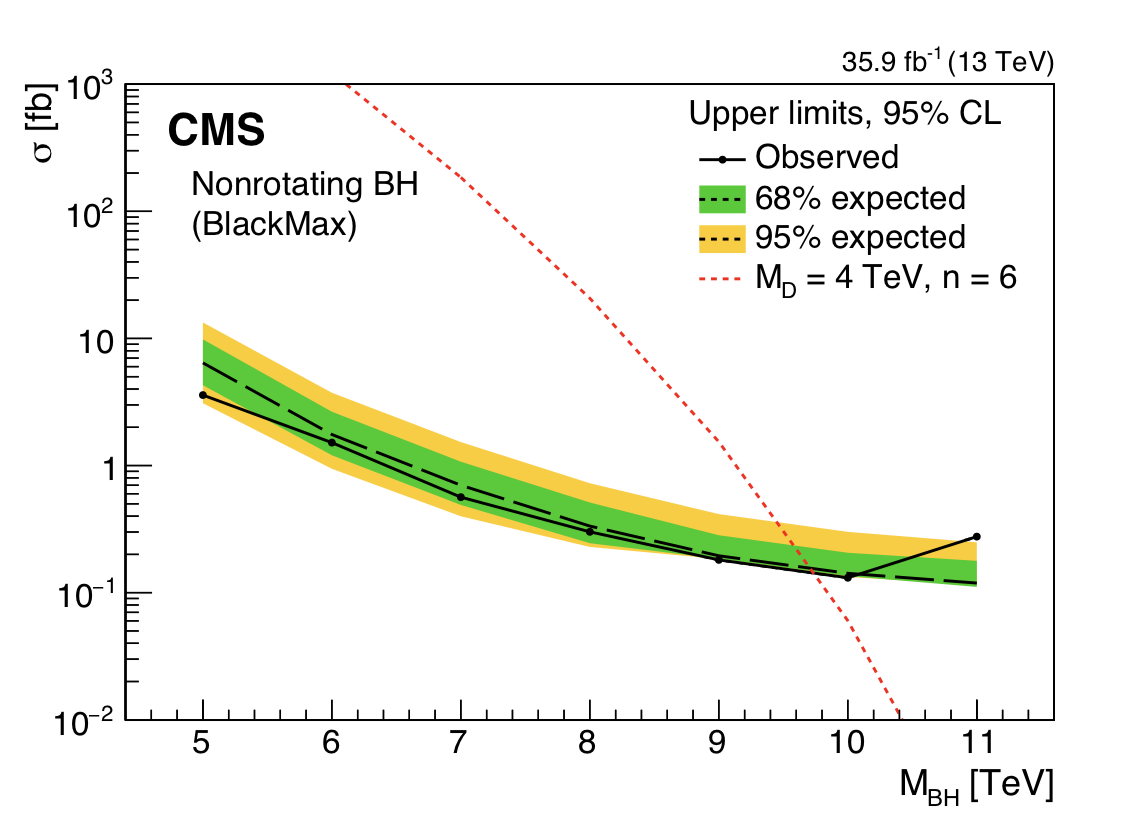 35.9 fb⁻¹ (13 TeV)
σ [fb]
10³
10²
10
1
10⁻¹
10⁻²
CMS
Nonrotating BH
(BlackMax)
Upper limits, 95% CL
Observed
68% expected
95% expected
M_D = 4 TeV, n = 6
5 6 7 8 9 10 11
M_BH [TeV]